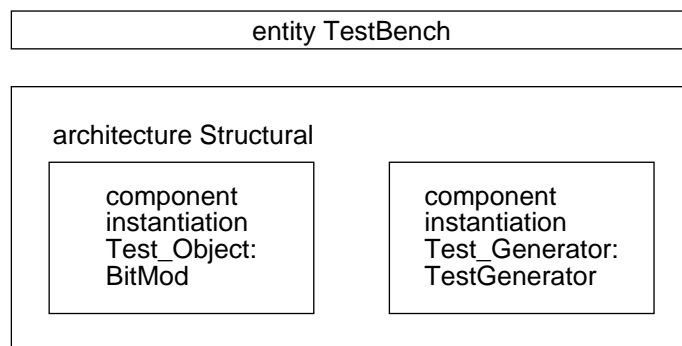 entity TestBench
architecture Structural
component
instantiation
Test_Object:
BitMod
component
instantiation
Test_Generator:
TestGenerator